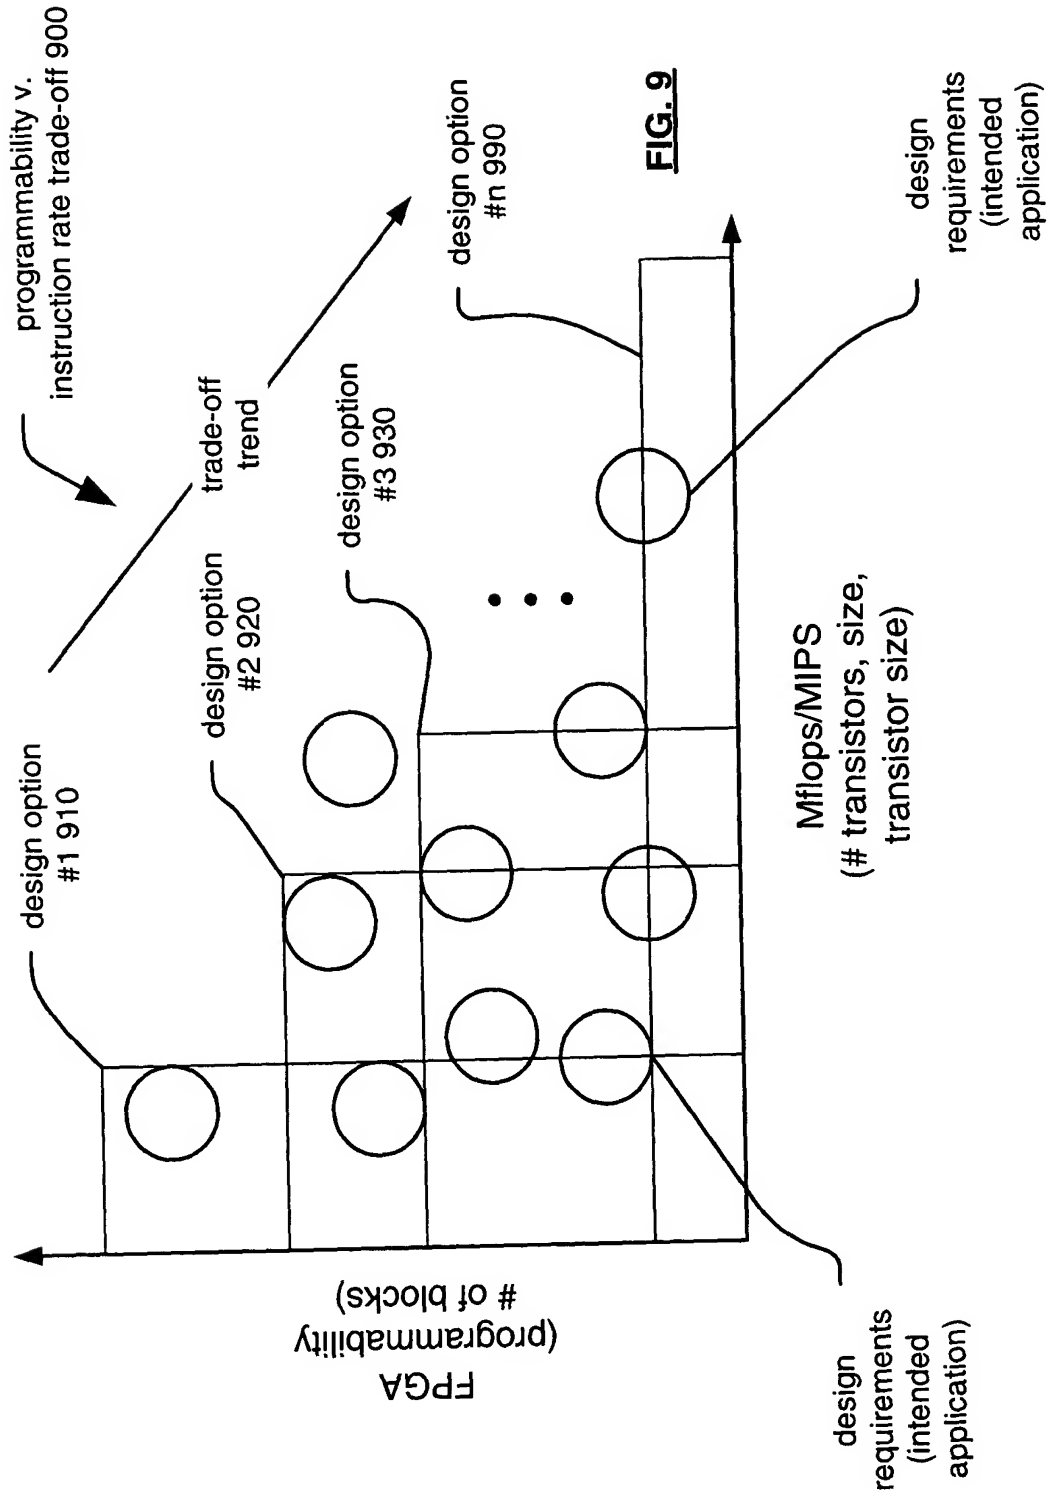 programmability v.
instruction rate trade-off 900
trade-off
trend
design option
#1 910
design option
#2 920
design option
#3 930
design option
#n 990
FIG. 9
FPGA
(programmability
# of blocks)
Mflops/MIPS
(# transistors, size,
transistor size)
design
requirements
(intended
application)
design
requirements
(intended
application)